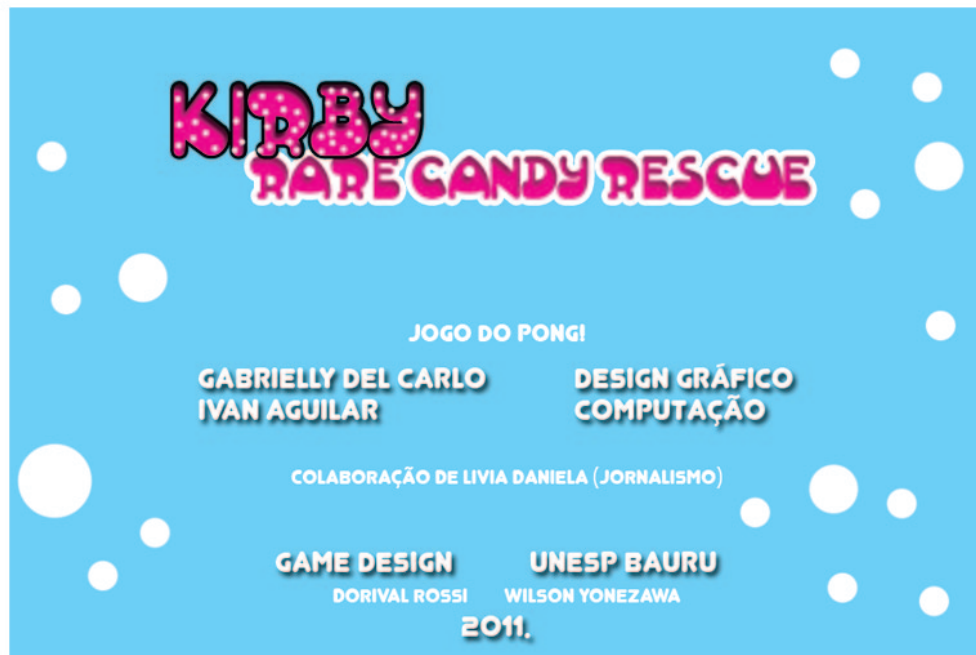 KIRBY
RARE CANDY RESCUE
JOGO DO PONG!
GABRIELLY DEL CARLO DESIGN GRÁFICO
IVAN AGUILAR COMPUTAÇÃO
COLABORAÇÃO DE LIVIA DANIELA (JORNALISMO)
GAME DESIGN UNESP BAURU
DORIVAL ROSSI WILSON YONEZAWA
2011.